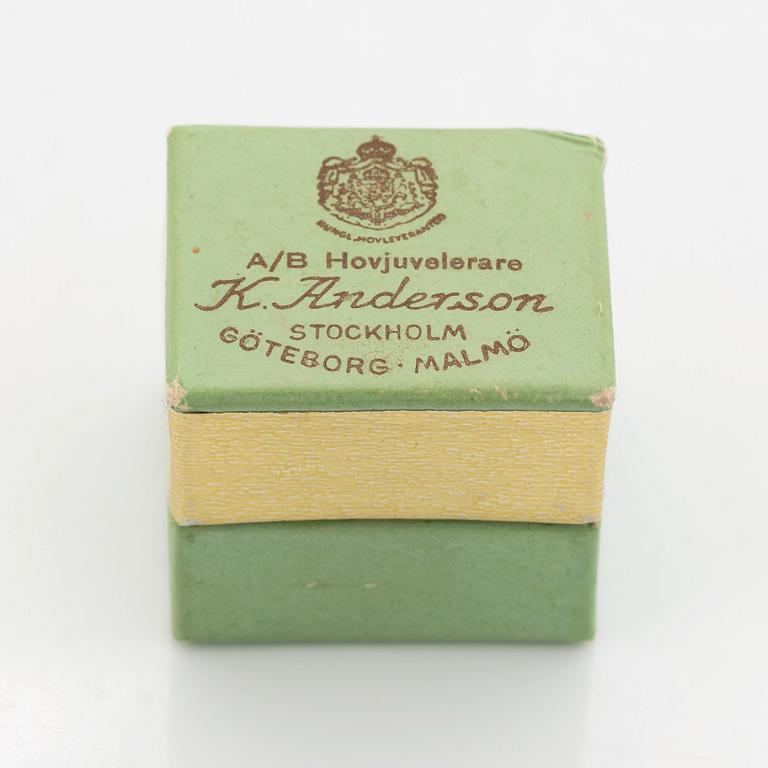 KUNGL. HOVLEVERANTÖR
A/B Hovjuvelerare
K. Anderson
STOCKHOLM
GÖTEBORG · MALMÖ